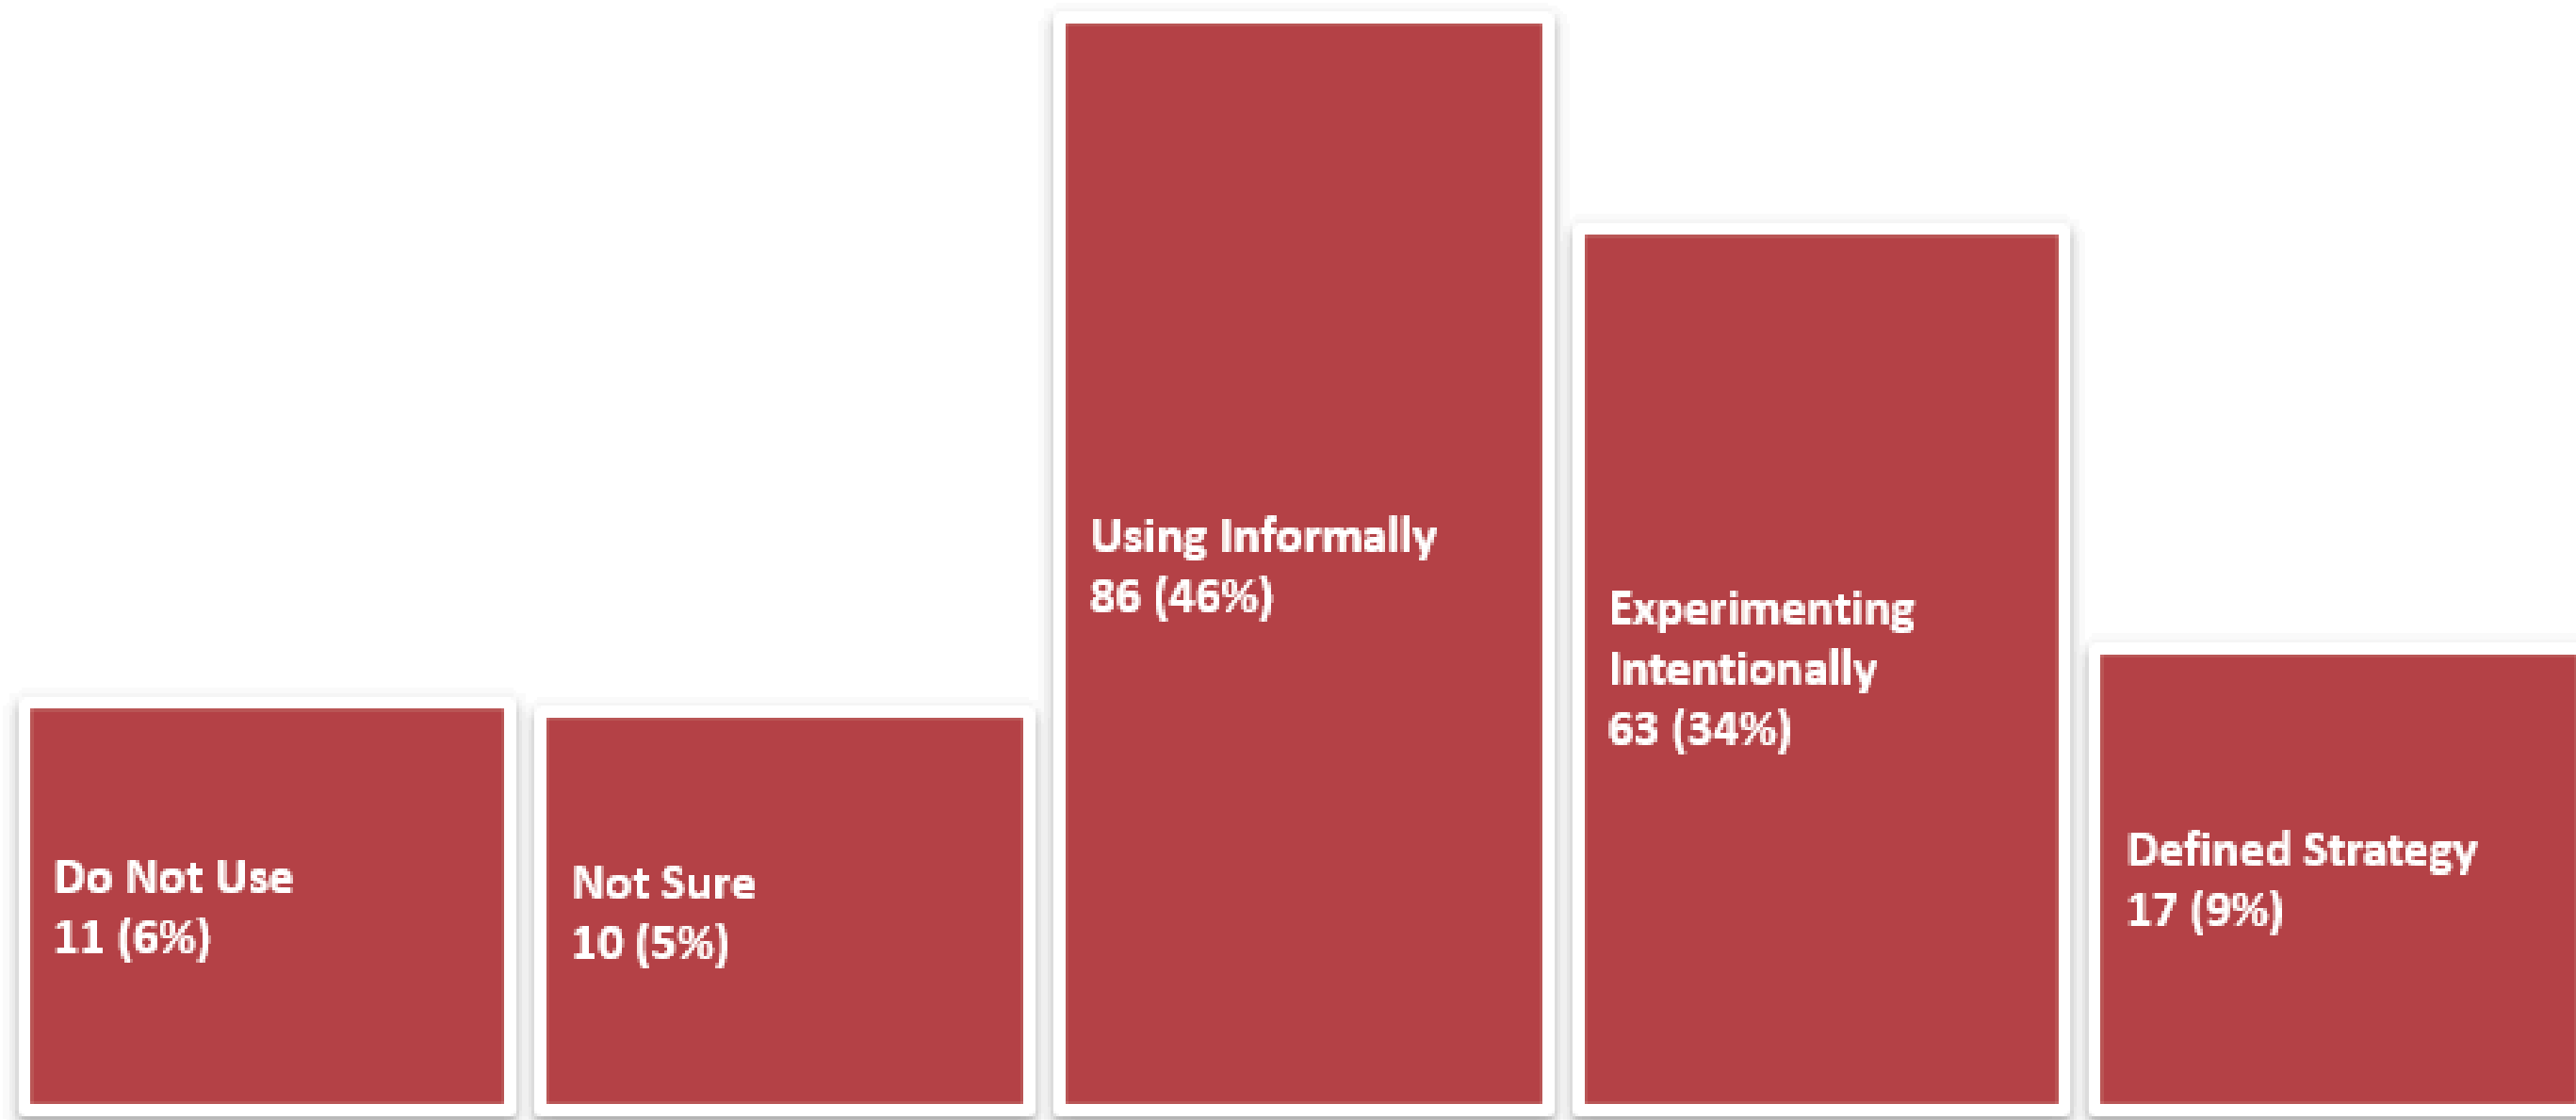 Do Not Use
11 (6%)
Not Sure
10 (5%)
Using Informally
86 (46%)
Experimenting
Intentionally
63 (34%)
Defined Strategy
17 (9%)